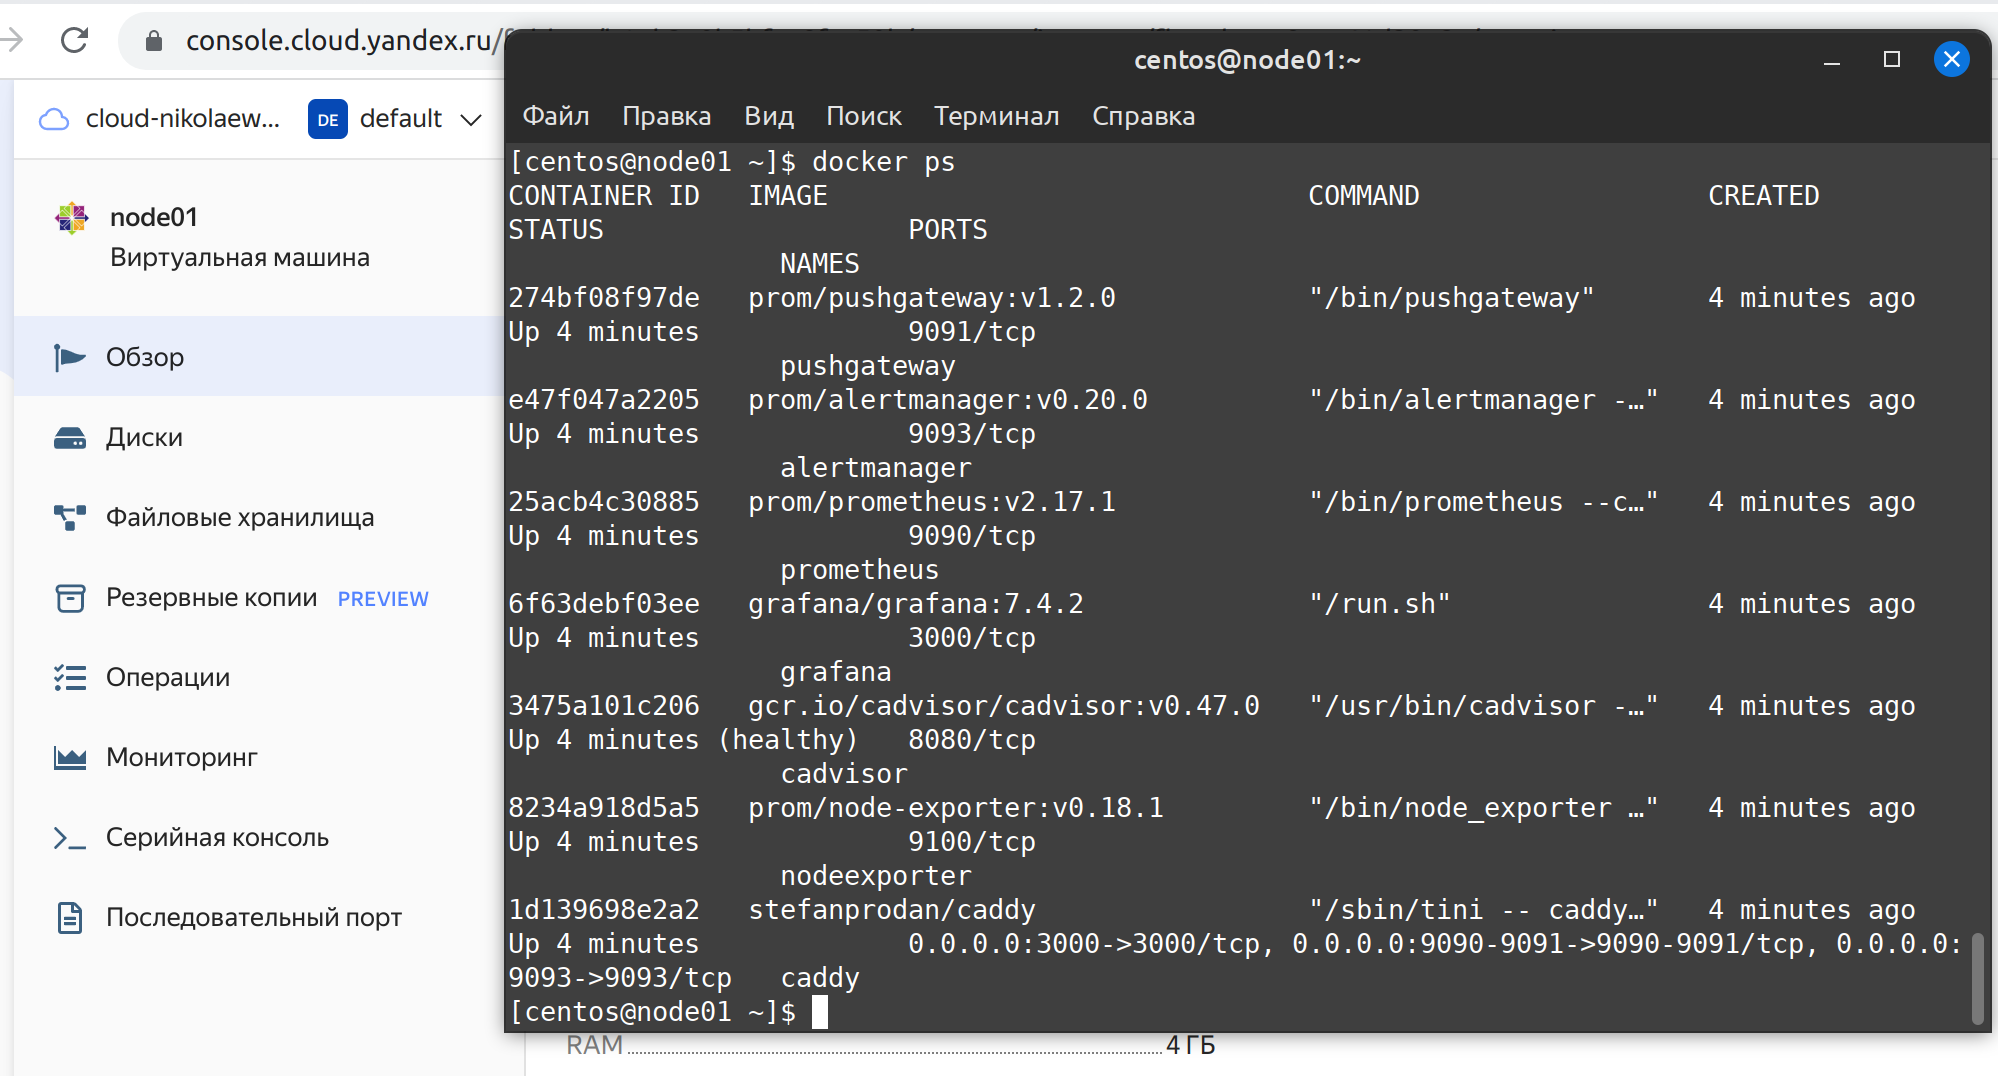 console.cloud.yandex.ru/
cloud-nikolaew...
DE
default
node01
Виртуальная машина
Обзор
Диски
Файловые хранилища
Резервные копии PREVIEW
Операции
Мониторинг
Серийная консоль
Последовательный порт
centos@node01:~
Файл Правка Вид Поиск Терминал Справка
[centos@node01 ~]$ docker ps
CONTAINER ID IMAGE COMMAND CREATED
STATUS PORTS
NAMES
274bf08f97de prom/pushgateway:v1.2.0 "/bin/pushgateway" 4 minutes ago
Up 4 minutes 9091/tcp
pushgateway
e47f047a2205 prom/alertmanager:v0.20.0 "/bin/alertmanager -…" 4 minutes ago
Up 4 minutes 9093/tcp
alertmanager
25acb4c30885 prom/prometheus:v2.17.1 "/bin/prometheus --c…" 4 minutes ago
Up 4 minutes 9090/tcp
prometheus
6f63debf03ee grafana/grafana:7.4.2 "/run.sh" 4 minutes ago
Up 4 minutes 3000/tcp
grafana
3475a101c206 gcr.io/cadvisor/cadvisor:v0.47.0 "/usr/bin/cadvisor -…" 4 minutes ago
Up 4 minutes (healthy) 8080/tcp
cadvisor
8234a918d5a5 prom/node-exporter:v0.18.1 "/bin/node_exporter …" 4 minutes ago
Up 4 minutes 9100/tcp
nodeexporter
1d139698e2a2 stefanprodan/caddy "/sbin/tini -- caddy…" 4 minutes ago
Up 4 minutes 0.0.0.0:3000->3000/tcp, 0.0.0.0:9090-9091->9090-9091/tcp, 0.0.0.0:
9093->9093/tcp caddy
[centos@node01 ~]$
RAM 4 ГБ